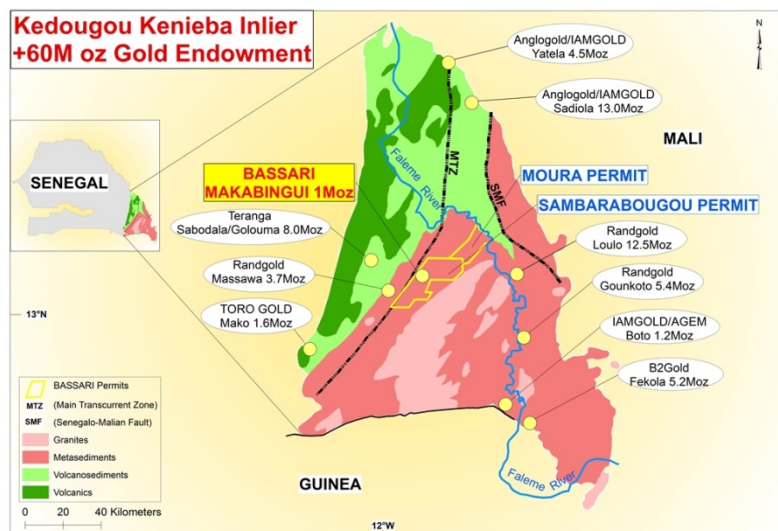 Kedougou Kenieba Inlier
+60M oz Gold Endowment
N
Anglogold/IAMGOLD
Yatela 4.5Moz
Anglogold/IAMGOLD
Sadiola 13.0Moz
MALI
SENEGAL
MTZ
Faleme River
SMF
BASSARI
MAKABINGUI 1Moz
MOURA PERMIT
SAMBARABOUGOU PERMIT
Teranga
Sabodala/Golouma 8.0Moz
Randgold
Massawa 3.7Moz
TORO GOLD
Mako 1.6Moz
Randgold
Loulo 12.5Moz
Randgold
Gounkoto 5.4Moz
IAMGOLD/AGEM
Boto 1.2Moz
B2Gold
Fekola 5.2Moz
13°N
BASSARI Permits
MTZ (Main Transcurrent Zone)
SMF (Senegalo-Malian Fault)
Granites
Metasediments
Volcanosediments
Volcanics
0 20 40 Kilometers
GUINEA
Faleme River
12°W